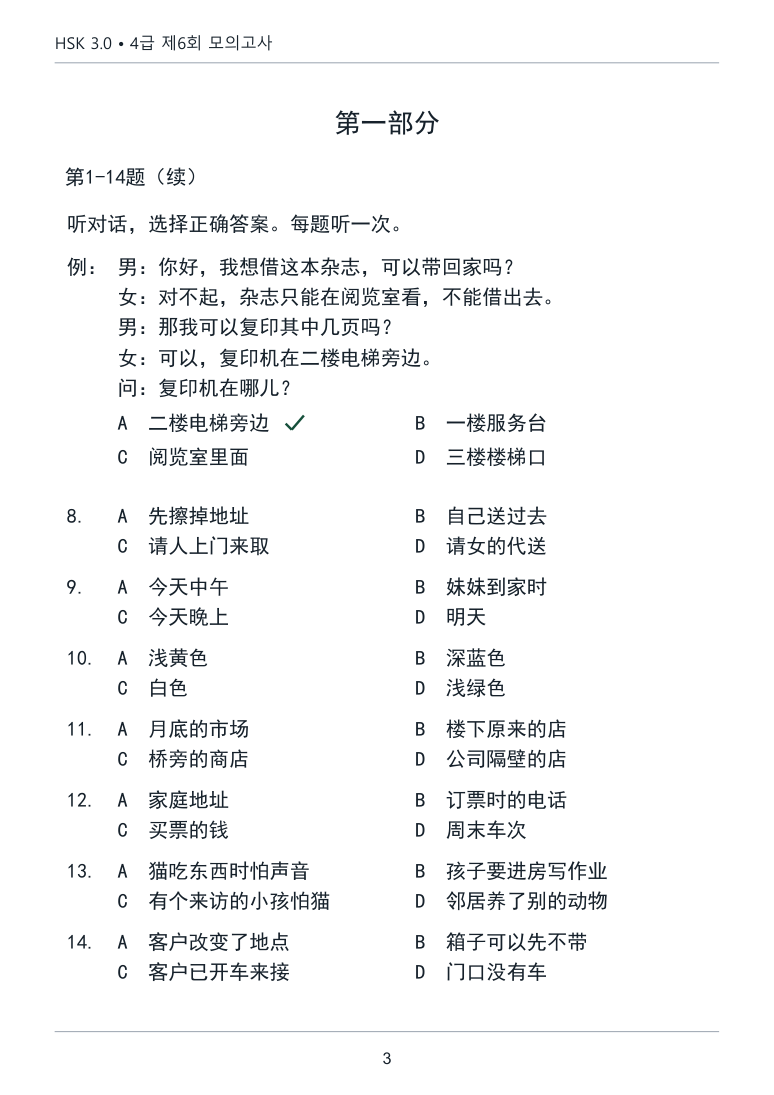 HSK 3.0 • 4급 제6회 모의고사
第一部分
第1-14题（续）
听对话，选择正确答案。每题听一次。
例： 男：你好，我想借这本杂志，可以带回家吗？
女：对不起，杂志只能在阅览室看，不能借出去。
男：那我可以复印其中几页吗？
女：可以，复印机在二楼电梯旁边。
问：复印机在哪儿？
A 二楼电梯旁边 ✓ B 一楼服务台
C 阅览室里面 D 三楼楼梯口
8. A 先擦掉地址 B 自己送过去
C 请人上门来取 D 请女的代送
9. A 今天中午 B 妹妹到家时
C 今天晚上 D 明天
10. A 浅黄色 B 深蓝色
C 白色 D 浅绿色
11. A 月底的市场 B 楼下原来的店
C 桥旁的商店 D 公司隔壁的店
12. A 家庭地址 B 订票时的电话
C 买票的钱 D 周末车次
13. A 猫吃东西时怕声音 B 孩子要进房写作业
C 有个来访的小孩怕猫 D 邻居养了别的动物
14. A 客户改变了地点 B 箱子可以先不带
C 客户已开车来接 D 门口没有车
3